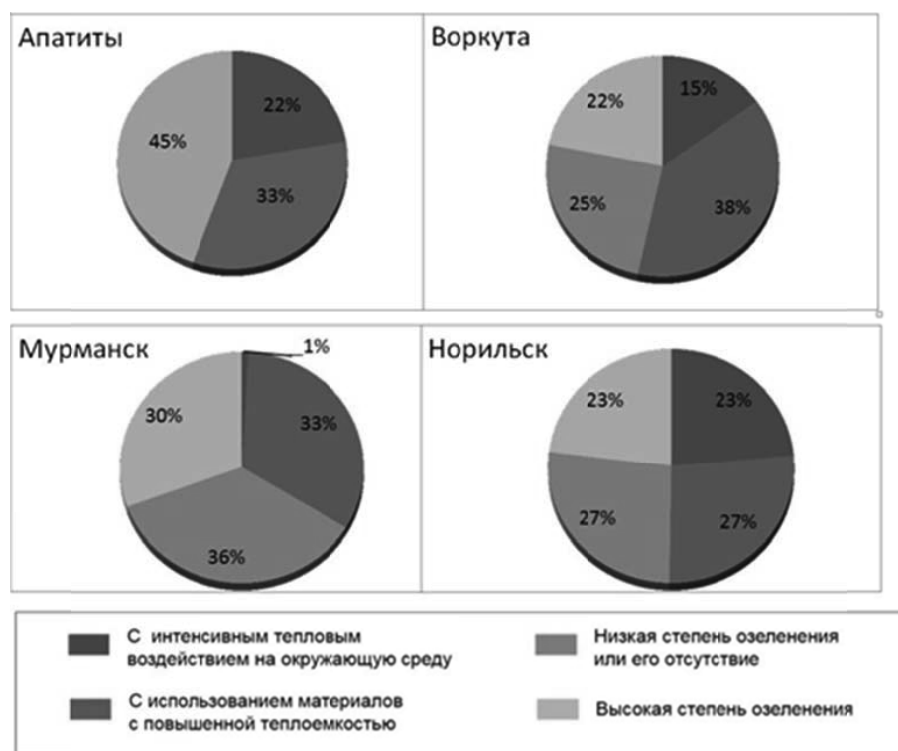 Апатиты
22%
45%
33%
Воркута
15%
22%
25%
38%
Мурманск
1%
30%
33%
36%
Норильск
23%
23%
27%
27%
С интенсивным тепловым
воздействием на окружающую среду
С использованием материалов
с повышенной теплоемкостью
Низкая степень озеленения
или его отсутствие
Высокая степень озеленения